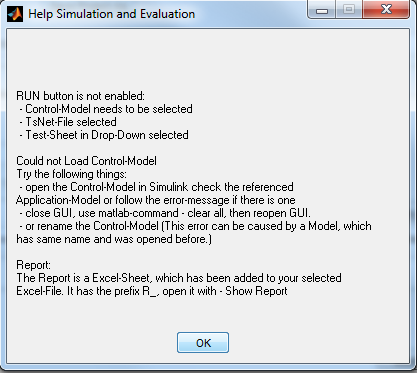 Help Simulation and Evaluation
RUN button is not enabled:
- Control-Model needs to be selected
- TsNet-File selected
- Test-Sheet in Drop-Down selected
Could not Load Control-Model
Try the following things:
- open the Control-Model in Simulink check the referenced
Application-Model or follow the error-message if there is one
- close GUI, use matlab-command - clear all, then reopen GUI.
- or rename the Control-Model (This error can be caused by a Model, which
has same name and was opened before.)
Report:
The Report is a Excel-Sheet, which has been added to your selected
Excel-File. It has the prefix R_, open it with - Show Report
OK